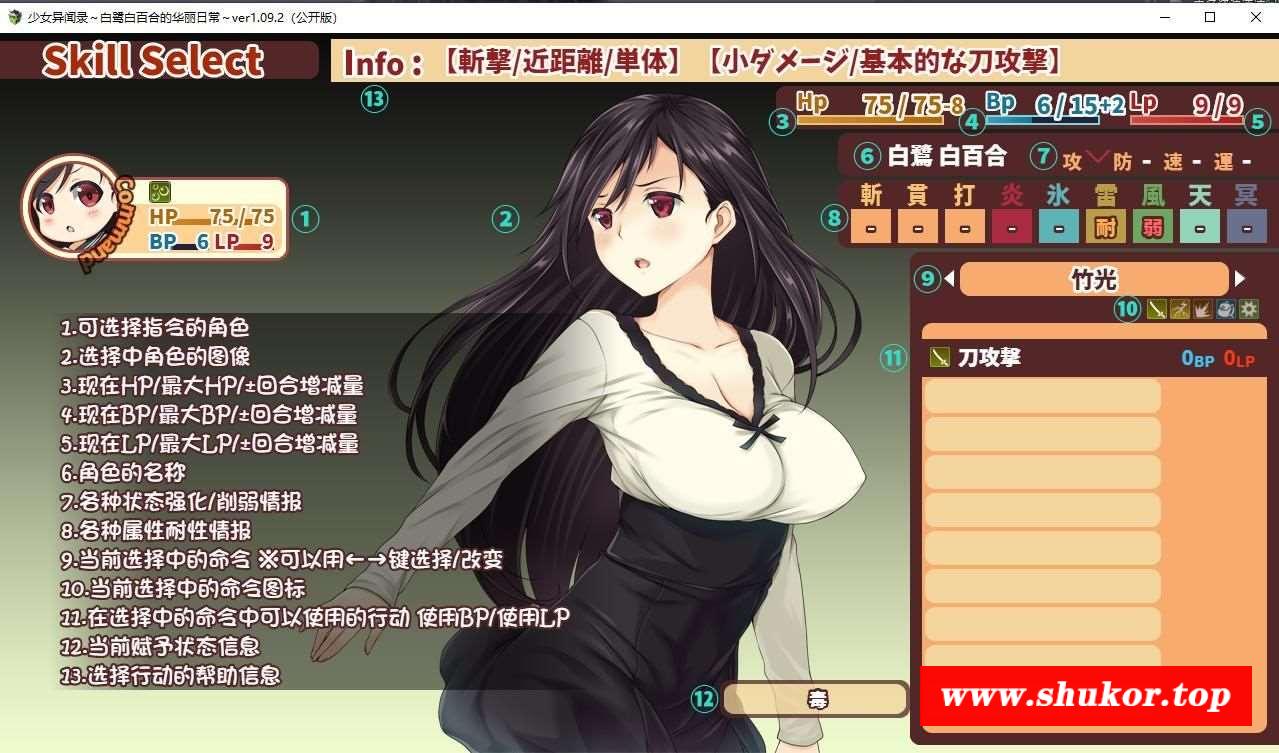 少女异闻录～白鹭白百合的华丽日常～ver1.09.2（公开版）
Skill Select
Info：【斬撃/近距離/単体】【小ダメージ/基本的な刀攻撃】
13
3 Hp 75/75-8 4 Bp 6/15+2 Lp 9/9 5
6 白鷺 白百合 7 攻 防 - 速 - 運 -
8 斬 貫 打 炎 氷 雷 風 天 冥
- - - - - 耐 弱 - -
command
HP 75/75
BP 6 LP 9
1
2
9 竹光
10
11 刀攻撃 0BP 0LP
1.可选择指令的角色
2.选择中角色的图像
3.现在HP/最大HP/±回合增减量
4.现在BP/最大BP/±回合增减量
5.现在LP/最大LP/±回合增减量
6.角色的名称
7.各种状态强化/削弱情报
8.各种属性耐性情报
9.当前选择中的命令 ※可以用←→键选择/改变
10.当前选择中的命令图标
11.在选择中的命令中可以使用的行动 使用BP/使用LP
12.当前赋予状态信息
13.选择行动的帮助信息
12 毒
www.shukor.top